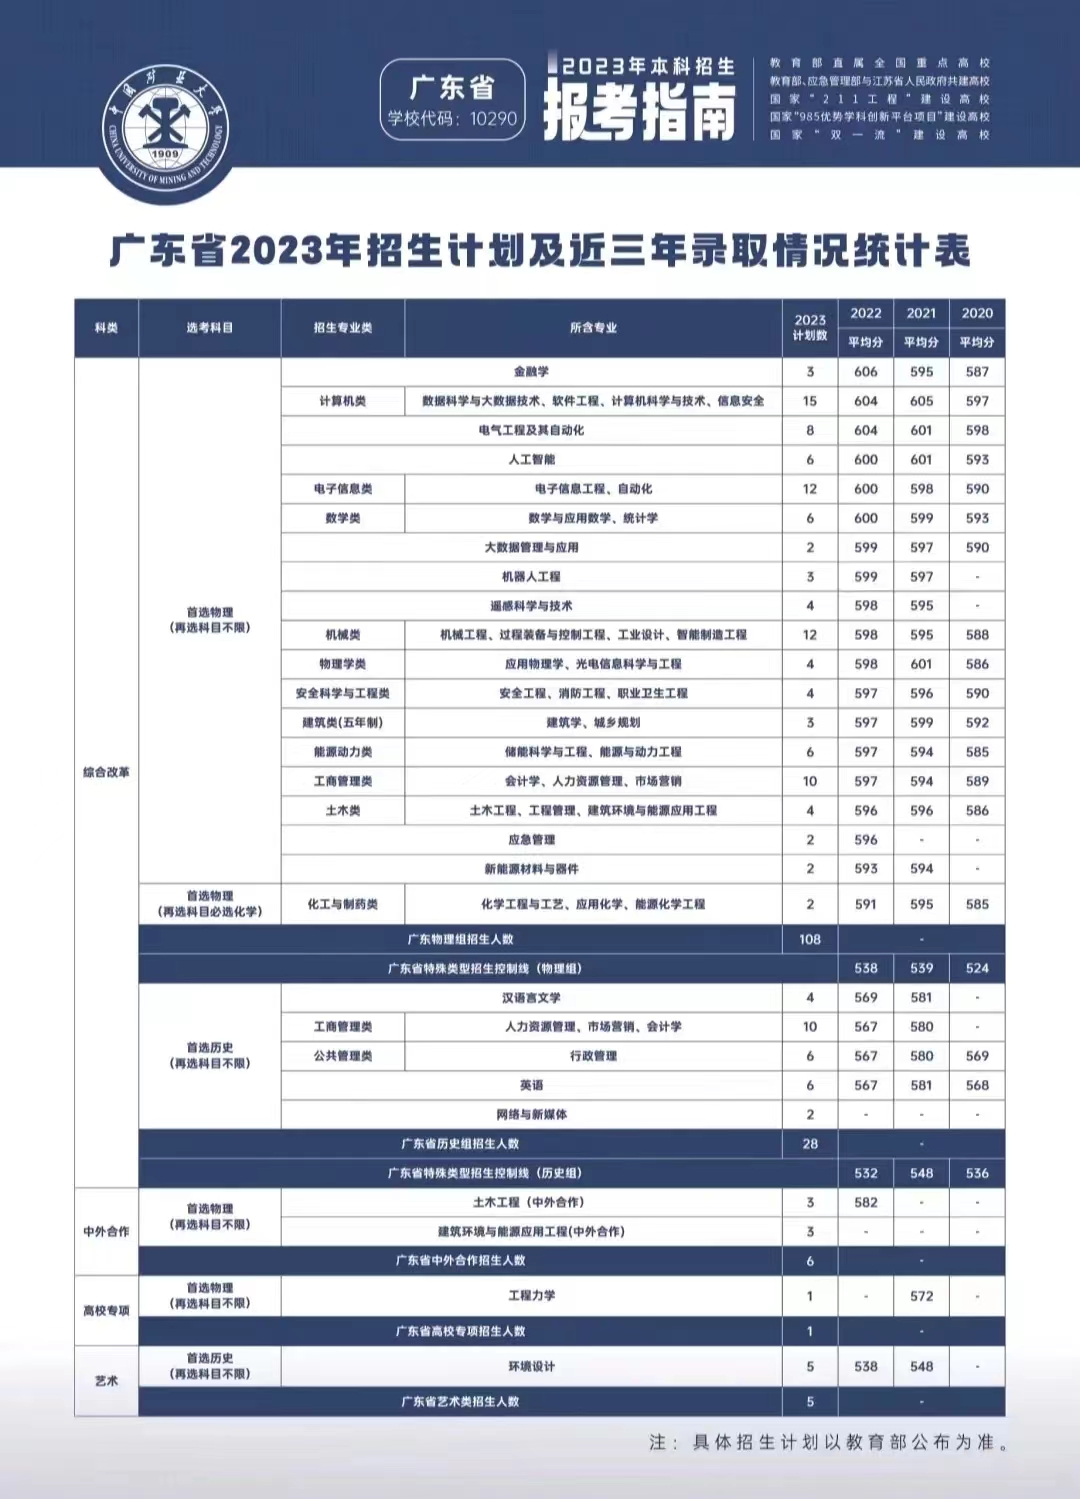 中国矿业大学
CHINA UNIVERSITY OF MINING AND TECHNOLOGY
1909
广东省
学校代码：10290
2023年本科招生
报考指南
教育部直属全国重点高校
教育部、应急管理部与江苏省人民政府共建高校
国家“211工程”建设高校
国家“985优势学科创新平台项目”建设高校
国家“双一流”建设高校
广东省2023年招生计划及近三年录取情况统计表
科类 选考科目 招生专业类 所含专业 2023计划数 2022平均分 2021平均分 2020平均分
综合改革
首选物理
（再选科目不限）
金融学 3 606 595 587
计算机类 数据科学与大数据技术、软件工程、计算机科学与技术、信息安全 15 604 605 597
电气工程及其自动化 8 604 601 598
人工智能 6 600 601 593
电子信息类 电子信息工程、自动化 12 600 598 590
数学类 数学与应用数学、统计学 6 600 599 593
大数据管理与应用 2 599 597 590
机器人工程 3 599 597 -
遥感科学与技术 4 598 595 -
机械类 机械工程、过程装备与控制工程、工业设计、智能制造工程 12 598 595 588
物理学类 应用物理学、光电信息科学与工程 4 598 601 586
安全科学与工程类 安全工程、消防工程、职业卫生工程 4 597 596 590
建筑类(五年制) 建筑学、城乡规划 3 597 599 592
能源动力类 储能科学与工程、能源与动力工程 6 597 594 585
工商管理类 会计学、人力资源管理、市场营销 10 597 594 589
土木类 土木工程、工程管理、建筑环境与能源应用工程 4 596 596 586
应急管理 2 596 - -
新能源材料与器件 2 593 594 -
首选物理
（再选科目必选化学）
化工与制药类 化学工程与工艺、应用化学、能源化学工程 2 591 595 585
广东物理组招生人数 108 -
广东省特殊类型招生控制线（物理组） 538 539 524
首选历史
（再选科目不限）
汉语言文学 4 569 581 -
工商管理类 人力资源管理、市场营销、会计学 10 567 580 -
公共管理类 行政管理 6 567 580 569
英语 6 567 581 568
网络与新媒体 2 - - -
广东省历史组招生人数 28 -
广东省特殊类型招生控制线（历史组） 532 548 536
中外合作
首选物理
（再选科目不限）
土木工程（中外合作） 3 582 - -
建筑环境与能源应用工程(中外合作) 3 - - -
广东省中外合作招生人数 6 -
高校专项
首选物理
（再选科目不限）
工程力学 1 - 572 -
广东省高校专项招生人数 1 -
艺术
首选历史
（再选科目不限）
环境设计 5 538 548 -
广东省艺术类招生人数 5 -
注：具体招生计划以教育部公布为准。